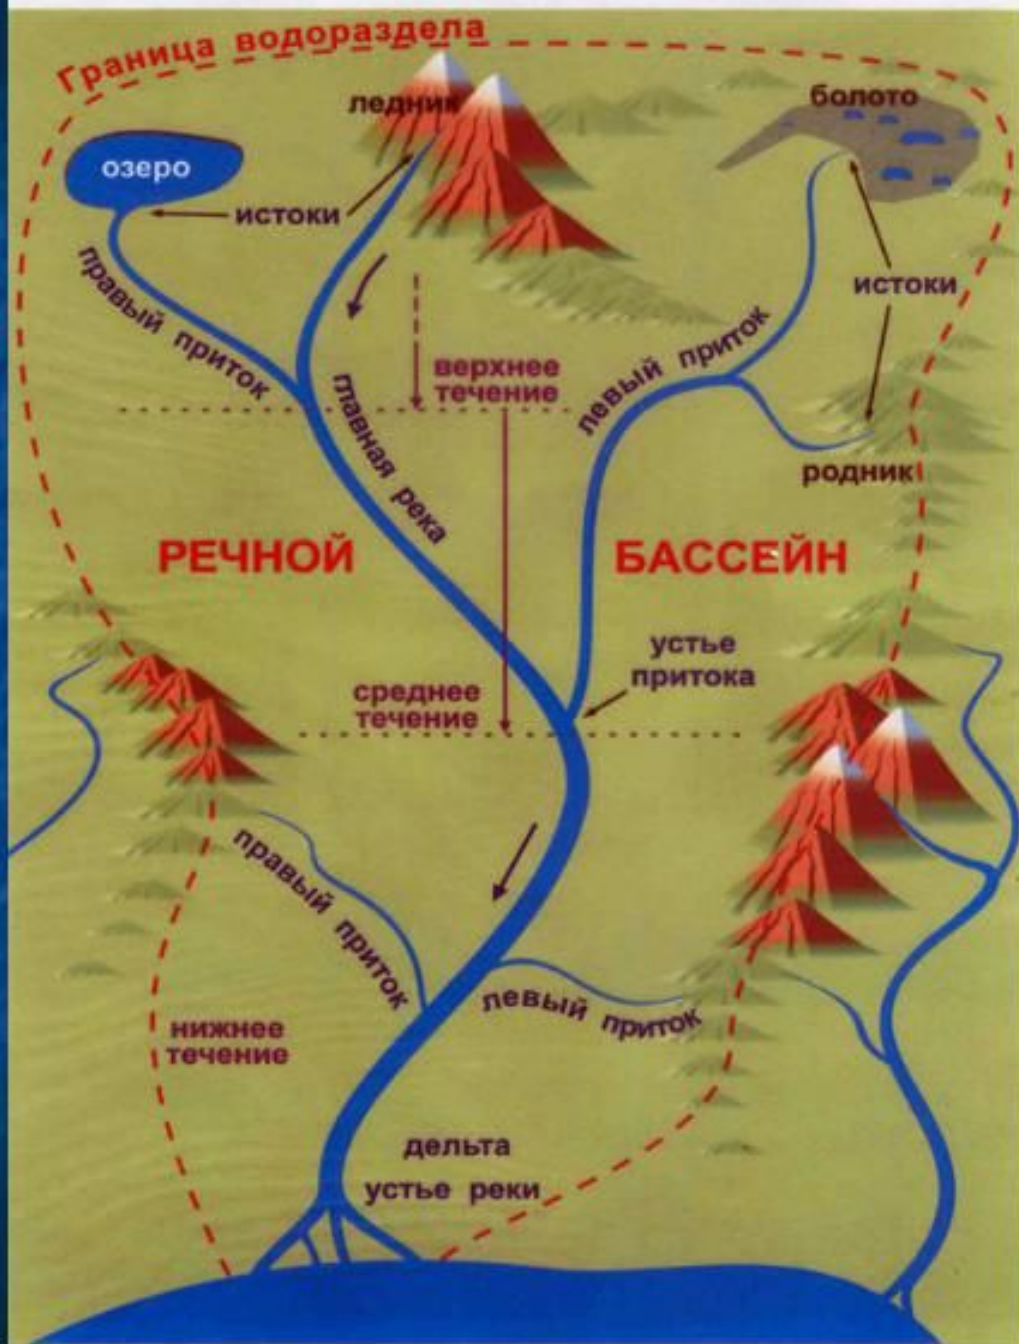 Граница водораздела
ледник
болото
озеро
истоки
истоки
правый приток
левый приток
верхнее
течение
главная река
родник
РЕЧНОЙ БАССЕЙН
устье
притока
среднее
течение
правый приток
левый приток
нижнее
течение
дельта
устье реки